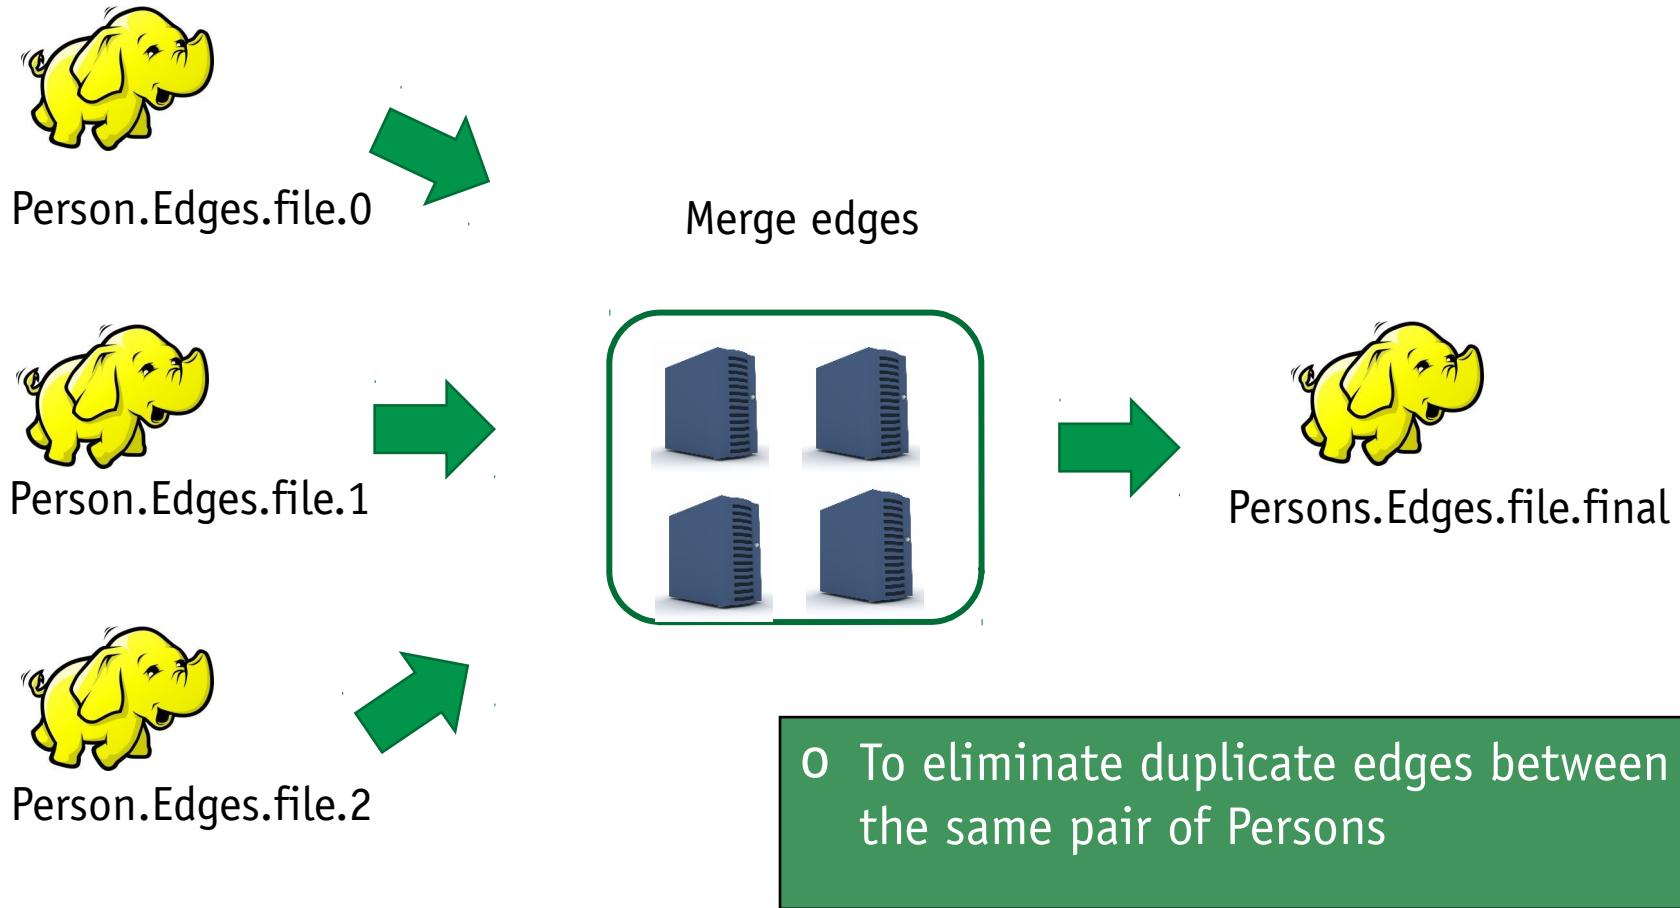 Person.Edges.file.0
Merge edges
Person.Edges.file.1
Persons.Edges.file.final
Person.Edges.file.2
o To eliminate duplicate edges between
the same pair of Persons